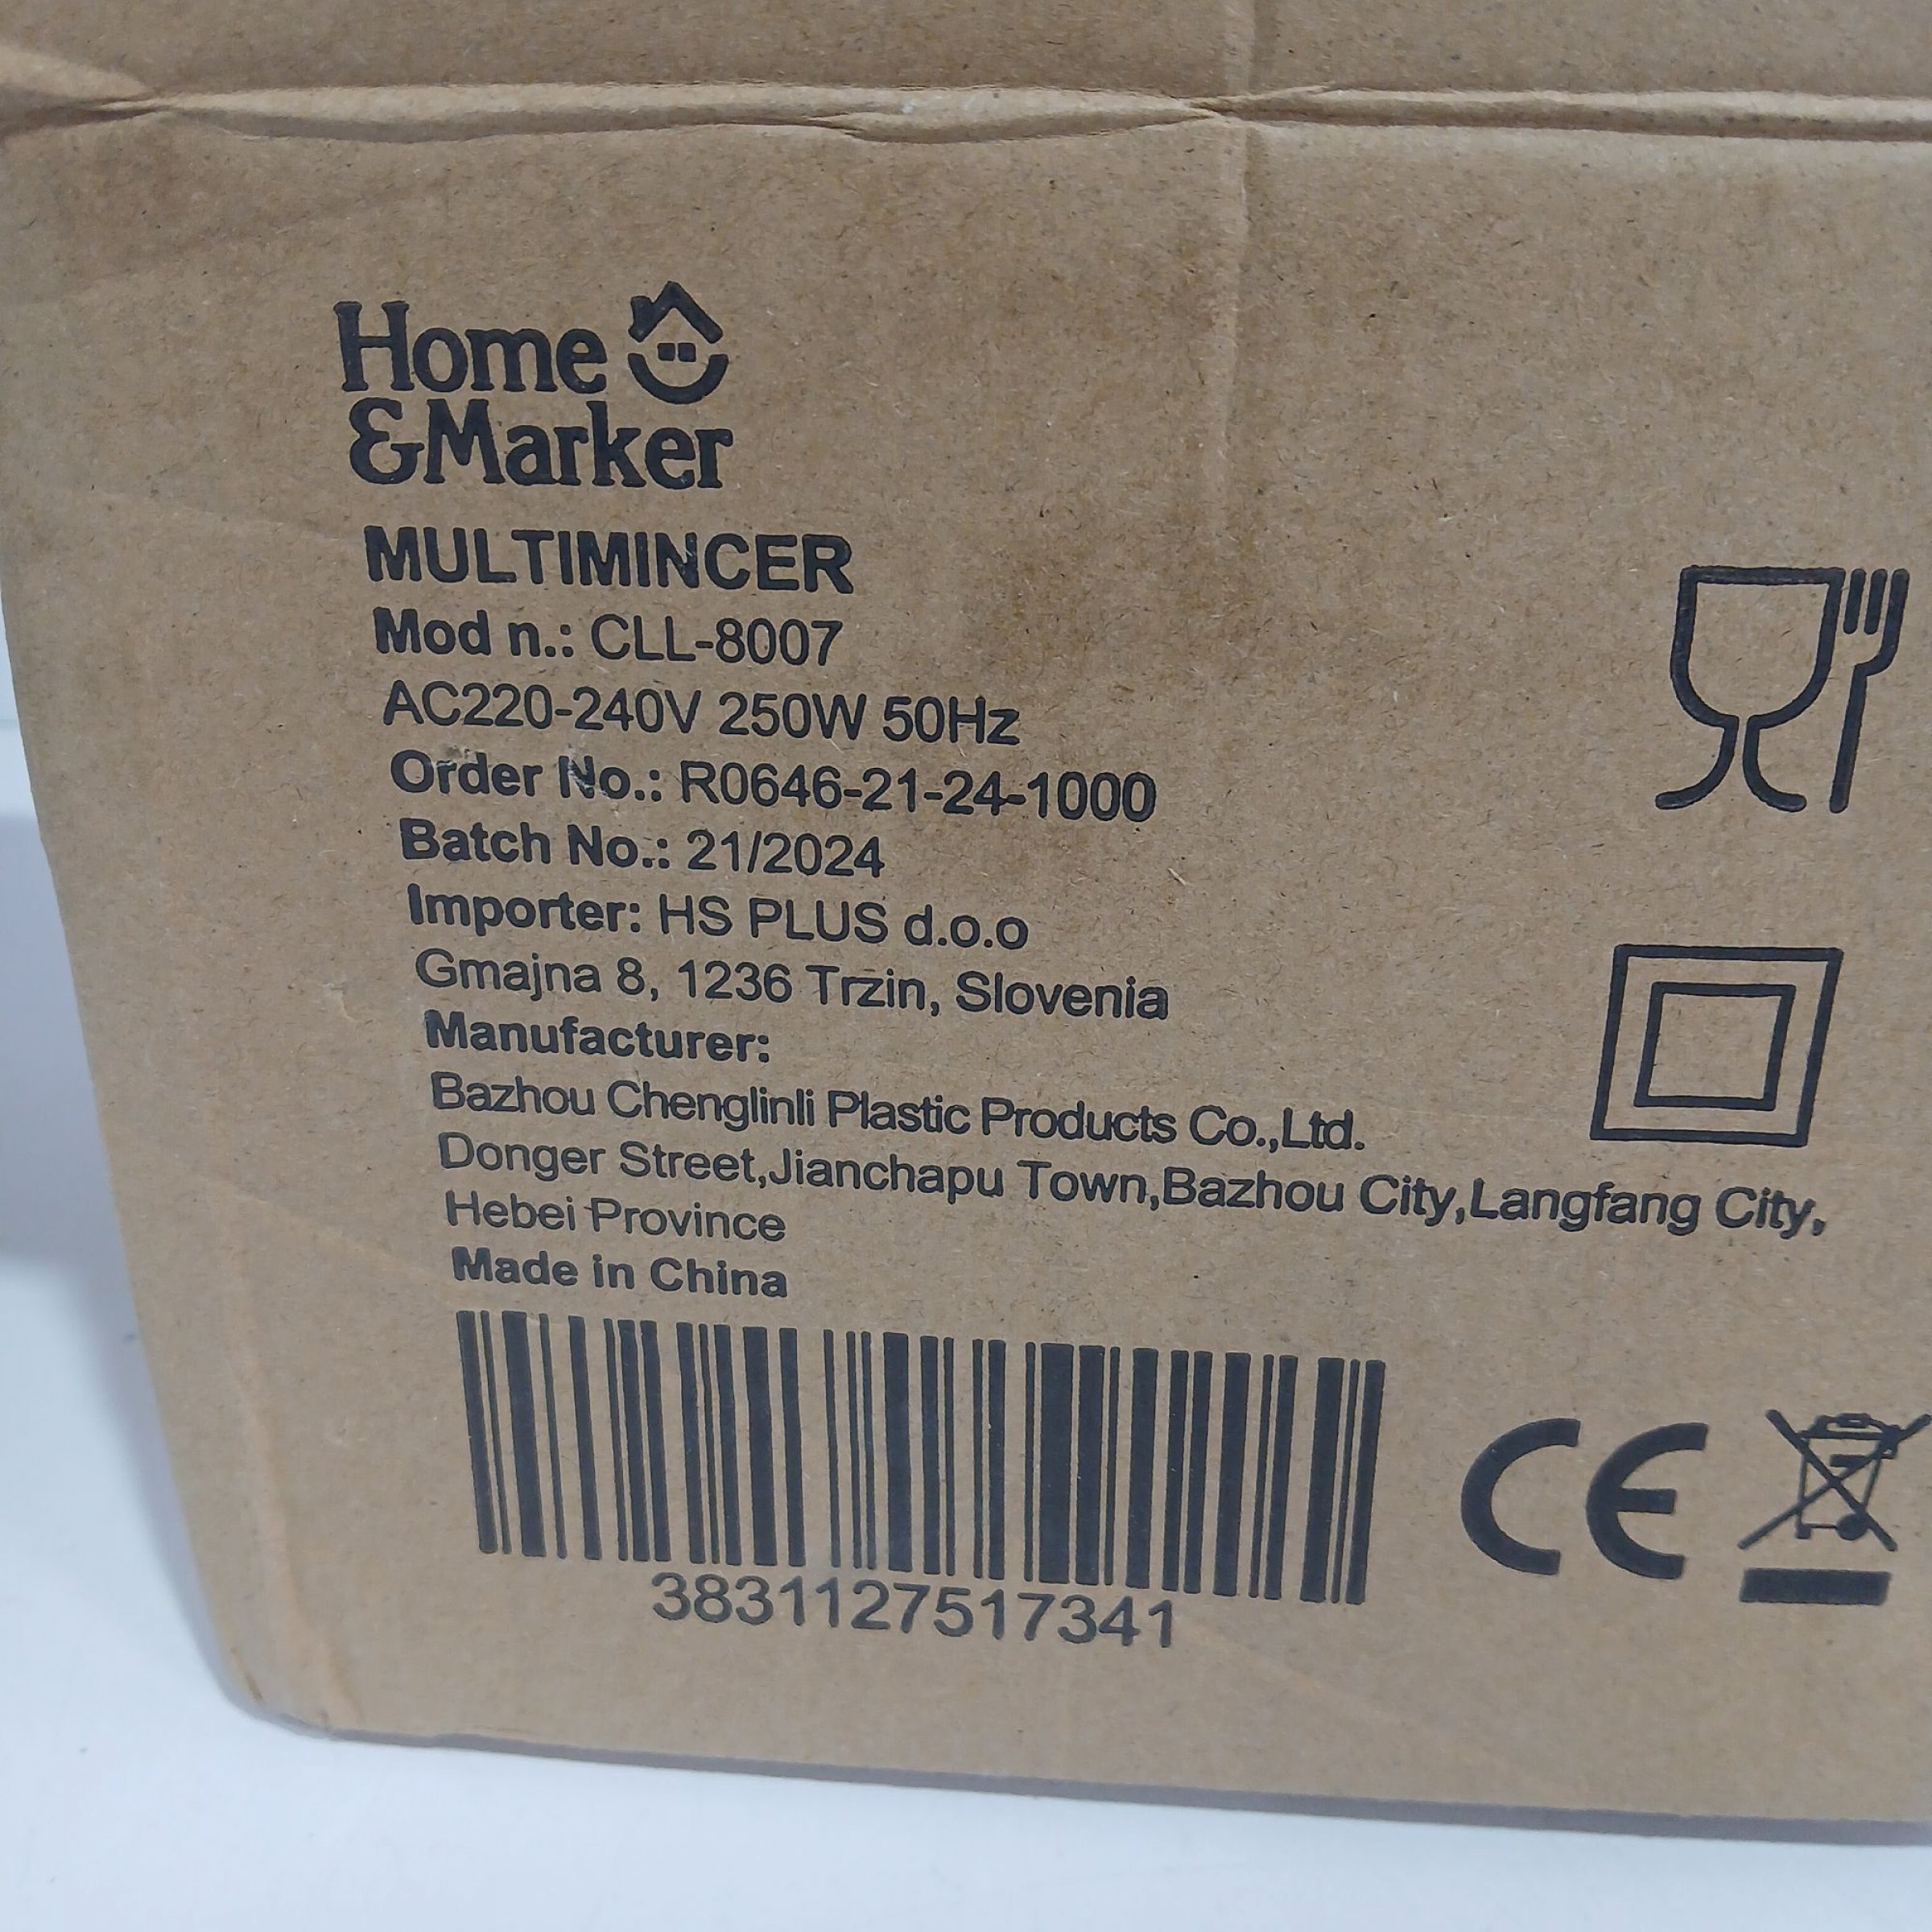 Home
&Marker
MULTIMINCER
Mod n.: CLL-8007
AC220-240V 250W 50Hz
Order No.: R0646-21-24-1000
Batch No.: 21/2024
Importer: HS PLUS d.o.o
Gmajna 8, 1236 Trzin, Slovenia
Manufacturer:
Bazhou Chenglinli Plastic Products Co.,Ltd.
Donger Street,Jianchapu Town,Bazhou City,Langfang City,
Hebei Province
Made in China
3831127517341
CE